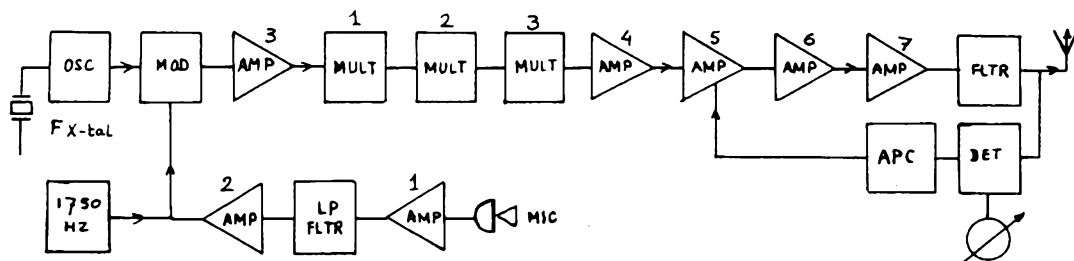 1 2 3
3 4 5 6 7
OSC MOD AMP MULT MULT MULT AMP AMP AMP AMP FLTR
F X-tal
APC DET
1750 HZ
2 1
AMP LP FLTR AMP MIC